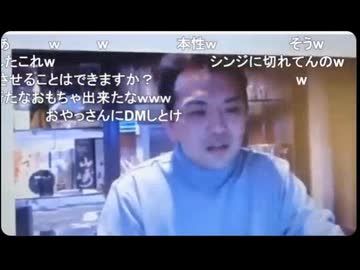 あ　w　w　本性w　そうw
たこれw　シンジに切れてんのw
させることはできますか？　w
たなおもちゃ出来たなwww
おやっさんにDMしとけ